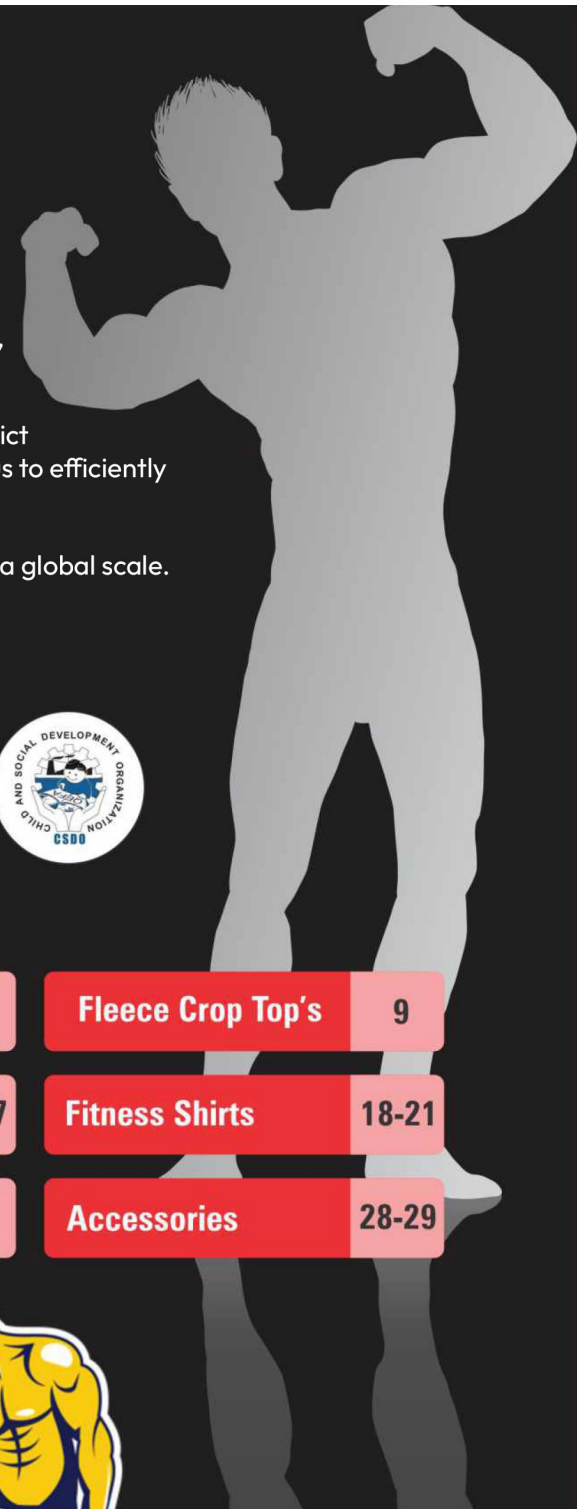 ,
ict
s to efficiently
a global scale.
CHILD AND SOCIAL DEVELOPMENT ORGANIZATION
CSDO
Fleece Crop Top's 9
7
Fitness Shirts 18-21
Accessories 28-29